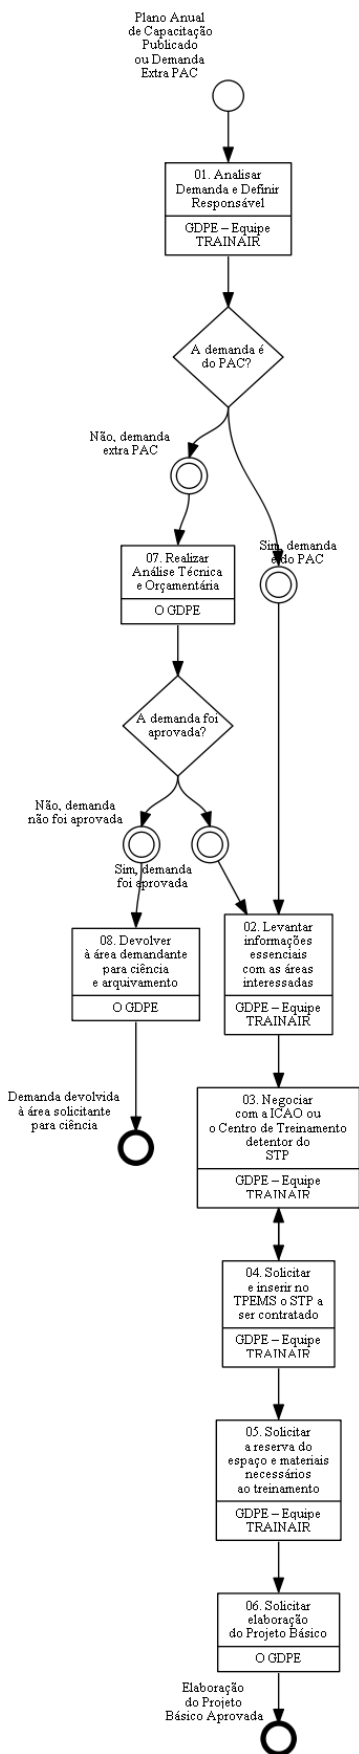 Plano Anual
de Capacitação
Publicado
ou Demanda
Extra PAC
01. Analisar
Demanda e Definir
Responsável
GDPE – Equipe
TRAINAIR
A demanda é
do PAC?
Não, demanda
extra PAC
Sim, demanda
é do PAC
07. Realizar
Análise Técnica
e Orçamentária
O GDPE
A demanda foi
aprovada?
Não, demanda
não foi aprovada
Sim, demanda
foi aprovada
08. Devolver
à área demandante
para ciência
e arquivamento
O GDPE
02. Levantar
informações
essenciais
com as áreas
interessadas
GDPE – Equipe
TRAINAIR
Demanda devolvida
à área solicitante
para ciência
03. Negociar
com a ICAO ou
o Centro de Treinamento
detentor do
STP
GDPE – Equipe
TRAINAIR
04. Solicitar
e inserir no
TPEMS o STP a
ser contratado
GDPE – Equipe
TRAINAIR
05. Solicitar
a reserva do
espaço e materiais
necessários
ao treinamento
GDPE – Equipe
TRAINAIR
06. Solicitar
elaboração
do Projeto Básico
O GDPE
Elaboração
do Projeto
Básico Aprovada